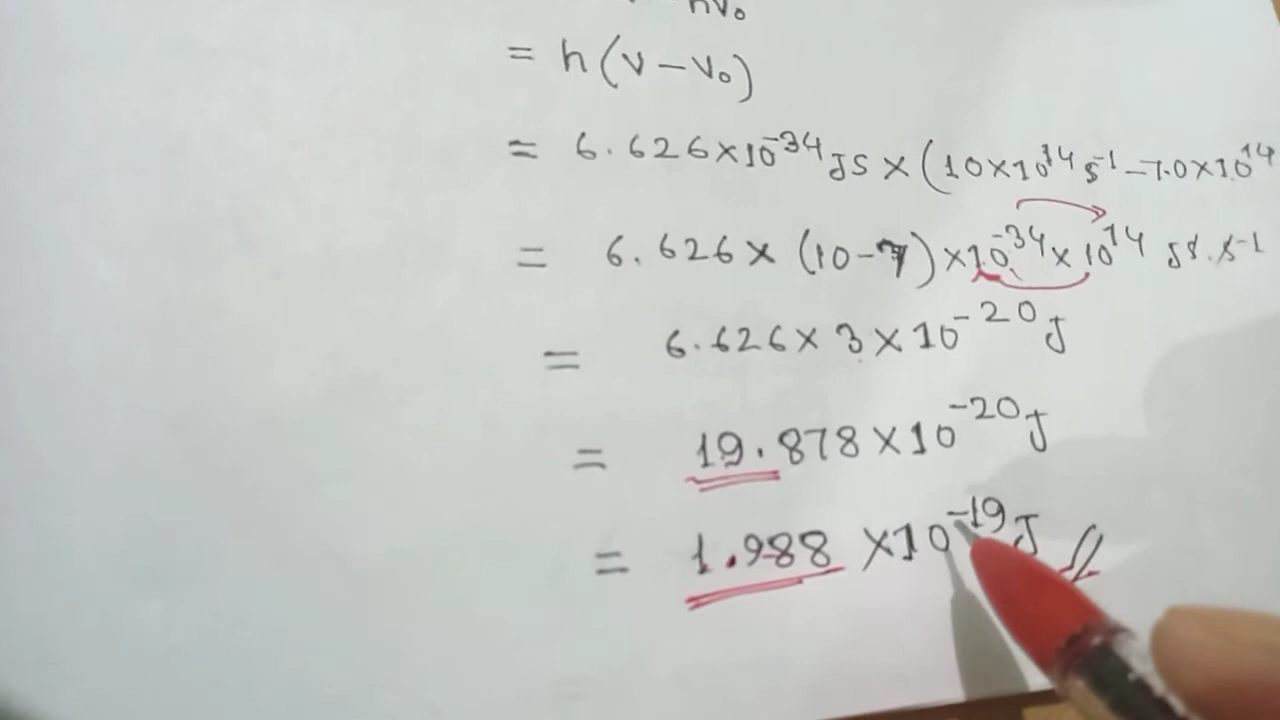 hν₀
= h(ν-ν₀)
= 6.626×10⁻³⁴ JS × (10×10¹⁴ s⁻¹ - 7.0×10¹⁴
= 6.626 × (10-7) × 10⁻³⁴ × 10¹⁴ JS.S⁻¹
= 6.626 × 3 × 10⁻²⁰ J
= 19.878 × 10⁻²⁰ J
= 1.988 × 10⁻¹⁹ J